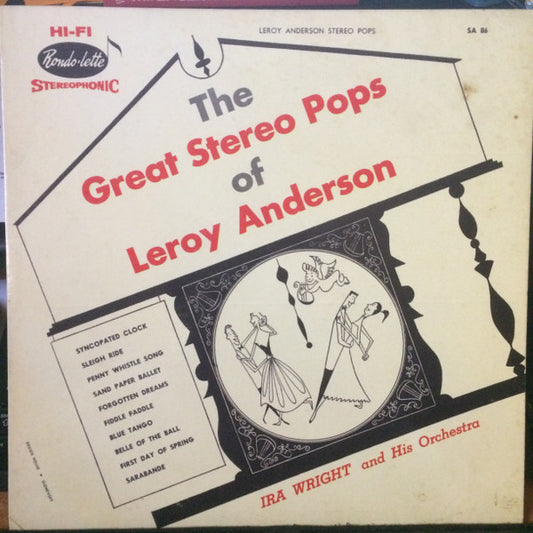 HI-FI
Rondo-lette
STEREOPHONIC
LEROY ANDERSON STEREO POPS
SA 86
The
Great Stereo Pops
of
Leroy Anderson
SYNCOPATED CLOCK
SLEIGH RIDE
PENNY WHISTLE SONG
SAND PAPER BALLET
FORGOTTEN DREAMS
FIDDLE FADDLE
BLUE TANGO
BELLE OF THE BALL
FIRST DAY OF SPRING
SARABANDE
IRA WRIGHT and His Orchestra